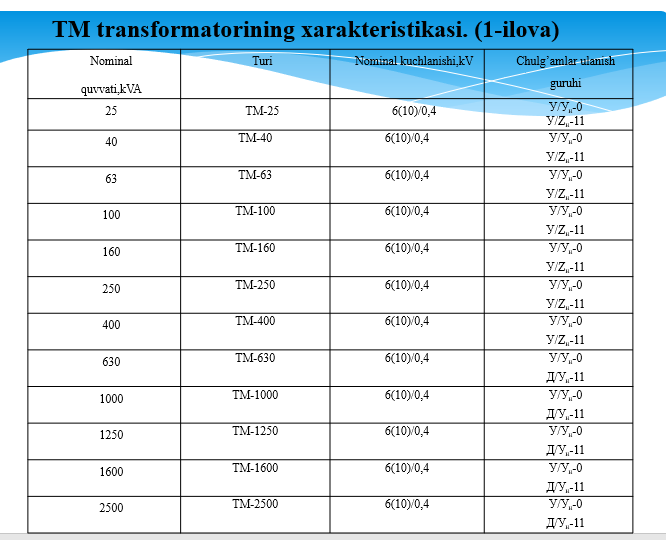 TM transformatorining xarakteristikasi. (1-ilova)
Nominal quvvati,kVA	Turi	Nominal kuchlanishi,kV	Chulg’amlar ulanish guruhi
25	TM-25	6(10)/0,4	У/Ун-0
У/Zн-11
40	TM-40	6(10)/0,4	У/Ун-0
У/Zн-11
63	TM-63	6(10)/0,4	У/Ун-0
У/Zн-11
100	TM-100	6(10)/0,4	У/Ун-0
У/Zн-11
160	TM-160	6(10)/0,4	У/Ун-0
У/Zн-11
250	TM-250	6(10)/0,4	У/Ун-0
У/Zн-11
400	TM-400	6(10)/0,4	У/Ун-0
У/Zн-11
630	TM-630	6(10)/0,4	У/Ун-0
Д/Ун-11
1000	TM-1000	6(10)/0,4	У/Ун-0
Д/Ун-11
1250	TM-1250	6(10)/0,4	У/Ун-0
Д/Ун-11
1600	TM-1600	6(10)/0,4	У/Ун-0
Д/Ун-11
2500	TM-2500	6(10)/0,4	У/Ун-0
Д/Ун-11